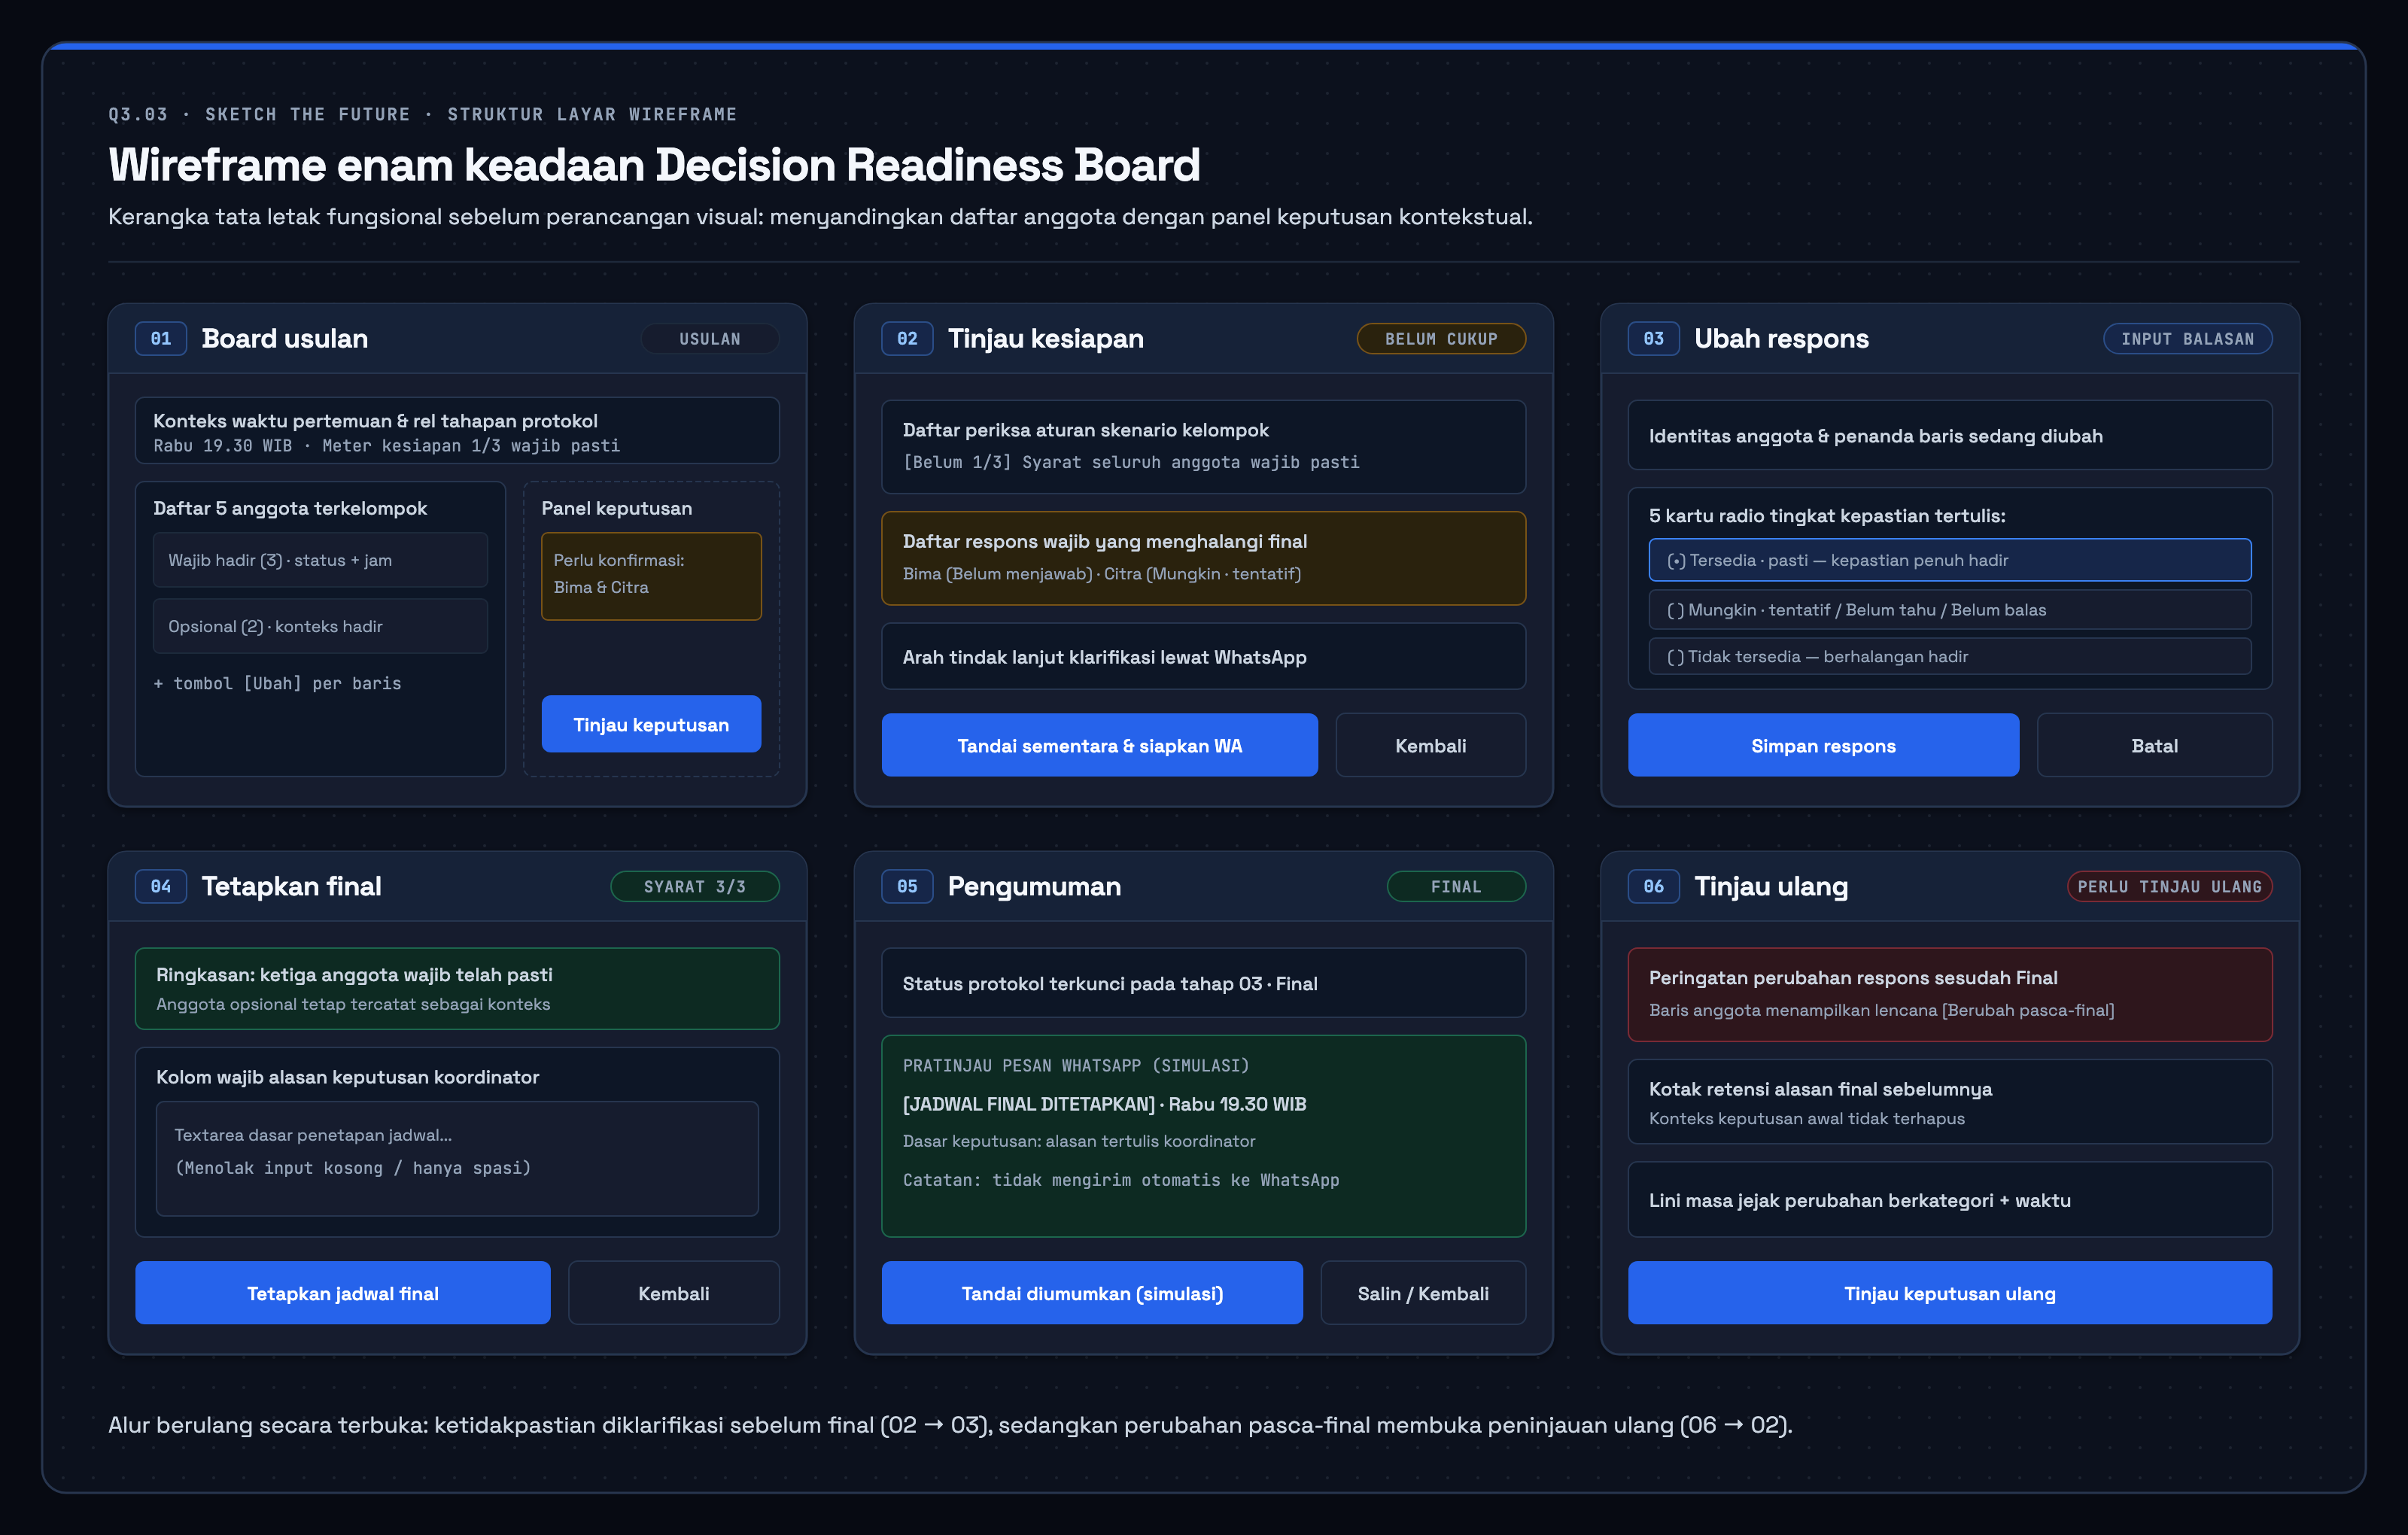 Q3.03 · SKETCH THE FUTURE · STRUKTUR LAYAR WIREFRAME
Wireframe enam keadaan Decision Readiness Board
Kerangka tata letak fungsional sebelum perancangan visual: menyandingkan daftar anggota dengan panel keputusan kontekstual.
01 Board usulan USULAN
Konteks waktu pertemuan & rel tahapan protokol
Rabu 19.30 WIB · Meter kesiapan 1/3 wajib pasti
Daftar 5 anggota terkelompok
Wajib hadir (3) · status + jam
Opsional (2) · konteks hadir
+ tombol [Ubah] per baris
Panel keputusan
Perlu konfirmasi:
Bima & Citra
Tinjau keputusan
02 Tinjau kesiapan BELUM CUKUP
Daftar periksa aturan skenario kelompok
[Belum 1/3] Syarat seluruh anggota wajib pasti
Daftar respons wajib yang menghalangi final
Bima (Belum menjawab) · Citra (Mungkin · tentatif)
Arah tindak lanjut klarifikasi lewat WhatsApp
Tandai sementara & siapkan WA
Kembali
03 Ubah respons INPUT BALASAN
Identitas anggota & penanda baris sedang diubah
5 kartu radio tingkat kepastian tertulis:
(•) Tersedia · pasti — kepastian penuh hadir
( ) Mungkin · tentatif / Belum tahu / Belum balas
( ) Tidak tersedia — berhalangan hadir
Simpan respons
Batal
04 Tetapkan final SYARAT 3/3
Ringkasan: ketiga anggota wajib telah pasti
Anggota opsional tetap tercatat sebagai konteks
Kolom wajib alasan keputusan koordinator
Textarea dasar penetapan jadwal...
(Menolak input kosong / hanya spasi)
Tetapkan jadwal final
Kembali
05 Pengumuman FINAL
Status protokol terkunci pada tahap 03 · Final
PRATINJAU PESAN WHATSAPP (SIMULASI)
[JADWAL FINAL DITETAPKAN] · Rabu 19.30 WIB
Dasar keputusan: alasan tertulis koordinator
Catatan: tidak mengirim otomatis ke WhatsApp
Tandai diumumkan (simulasi)
Salin / Kembali
06 Tinjau ulang PERLU TINJAU ULANG
Peringatan perubahan respons sesudah Final
Baris anggota menampilkan lencana [Berubah pasca-final]
Kotak retensi alasan final sebelumnya
Konteks keputusan awal tidak terhapus
Lini masa jejak perubahan berkategori + waktu
Tinjau keputusan ulang
Alur berulang secara terbuka: ketidakpastian diklarifikasi sebelum final (02 → 03), sedangkan perubahan pasca-final membuka peninjauan ulang (06 → 02).